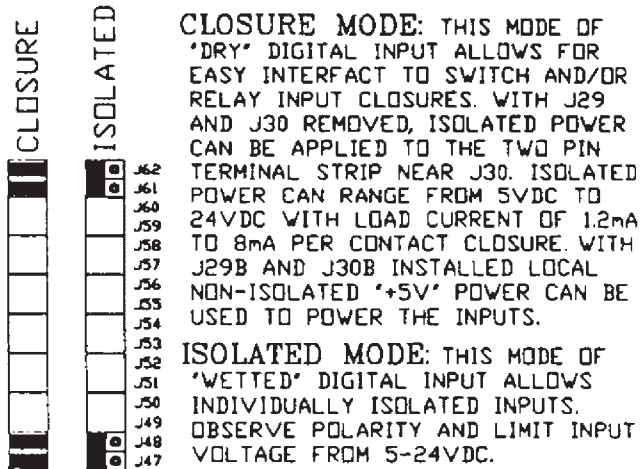 CLOSURE
ISOLATED
J62
J61
J60
J59
J58
J57
J56
J55
J54
J53
J52
J51
J50
J49
J48
J47
CLOSURE MODE: THIS MODE OF
"DRY" DIGITAL INPUT ALLOWS FOR
EASY INTERFACT TO SWITCH AND/OR
RELAY INPUT CLOSURES. WITH J29
AND J30 REMOVED, ISOLATED POWER
CAN BE APPLIED TO THE TWO PIN
TERMINAL STRIP NEAR J30. ISOLATED
POWER CAN RANGE FROM 5VDC TO
24VDC WITH LOAD CURRENT OF 1.2mA
TO 8mA PER CONTACT CLOSURE. WITH
J29B AND J30B INSTALLED LOCAL
NON-ISOLATED "+5V" POWER CAN BE
USED TO POWER THE INPUTS.
ISOLATED MODE: THIS MODE OF
"WETTED" DIGITAL INPUT ALLOWS
INDIVIDUALLY ISOLATED INPUTS.
OBSERVE POLARITY AND LIMIT INPUT
VOLTAGE FROM 5-24VDC.